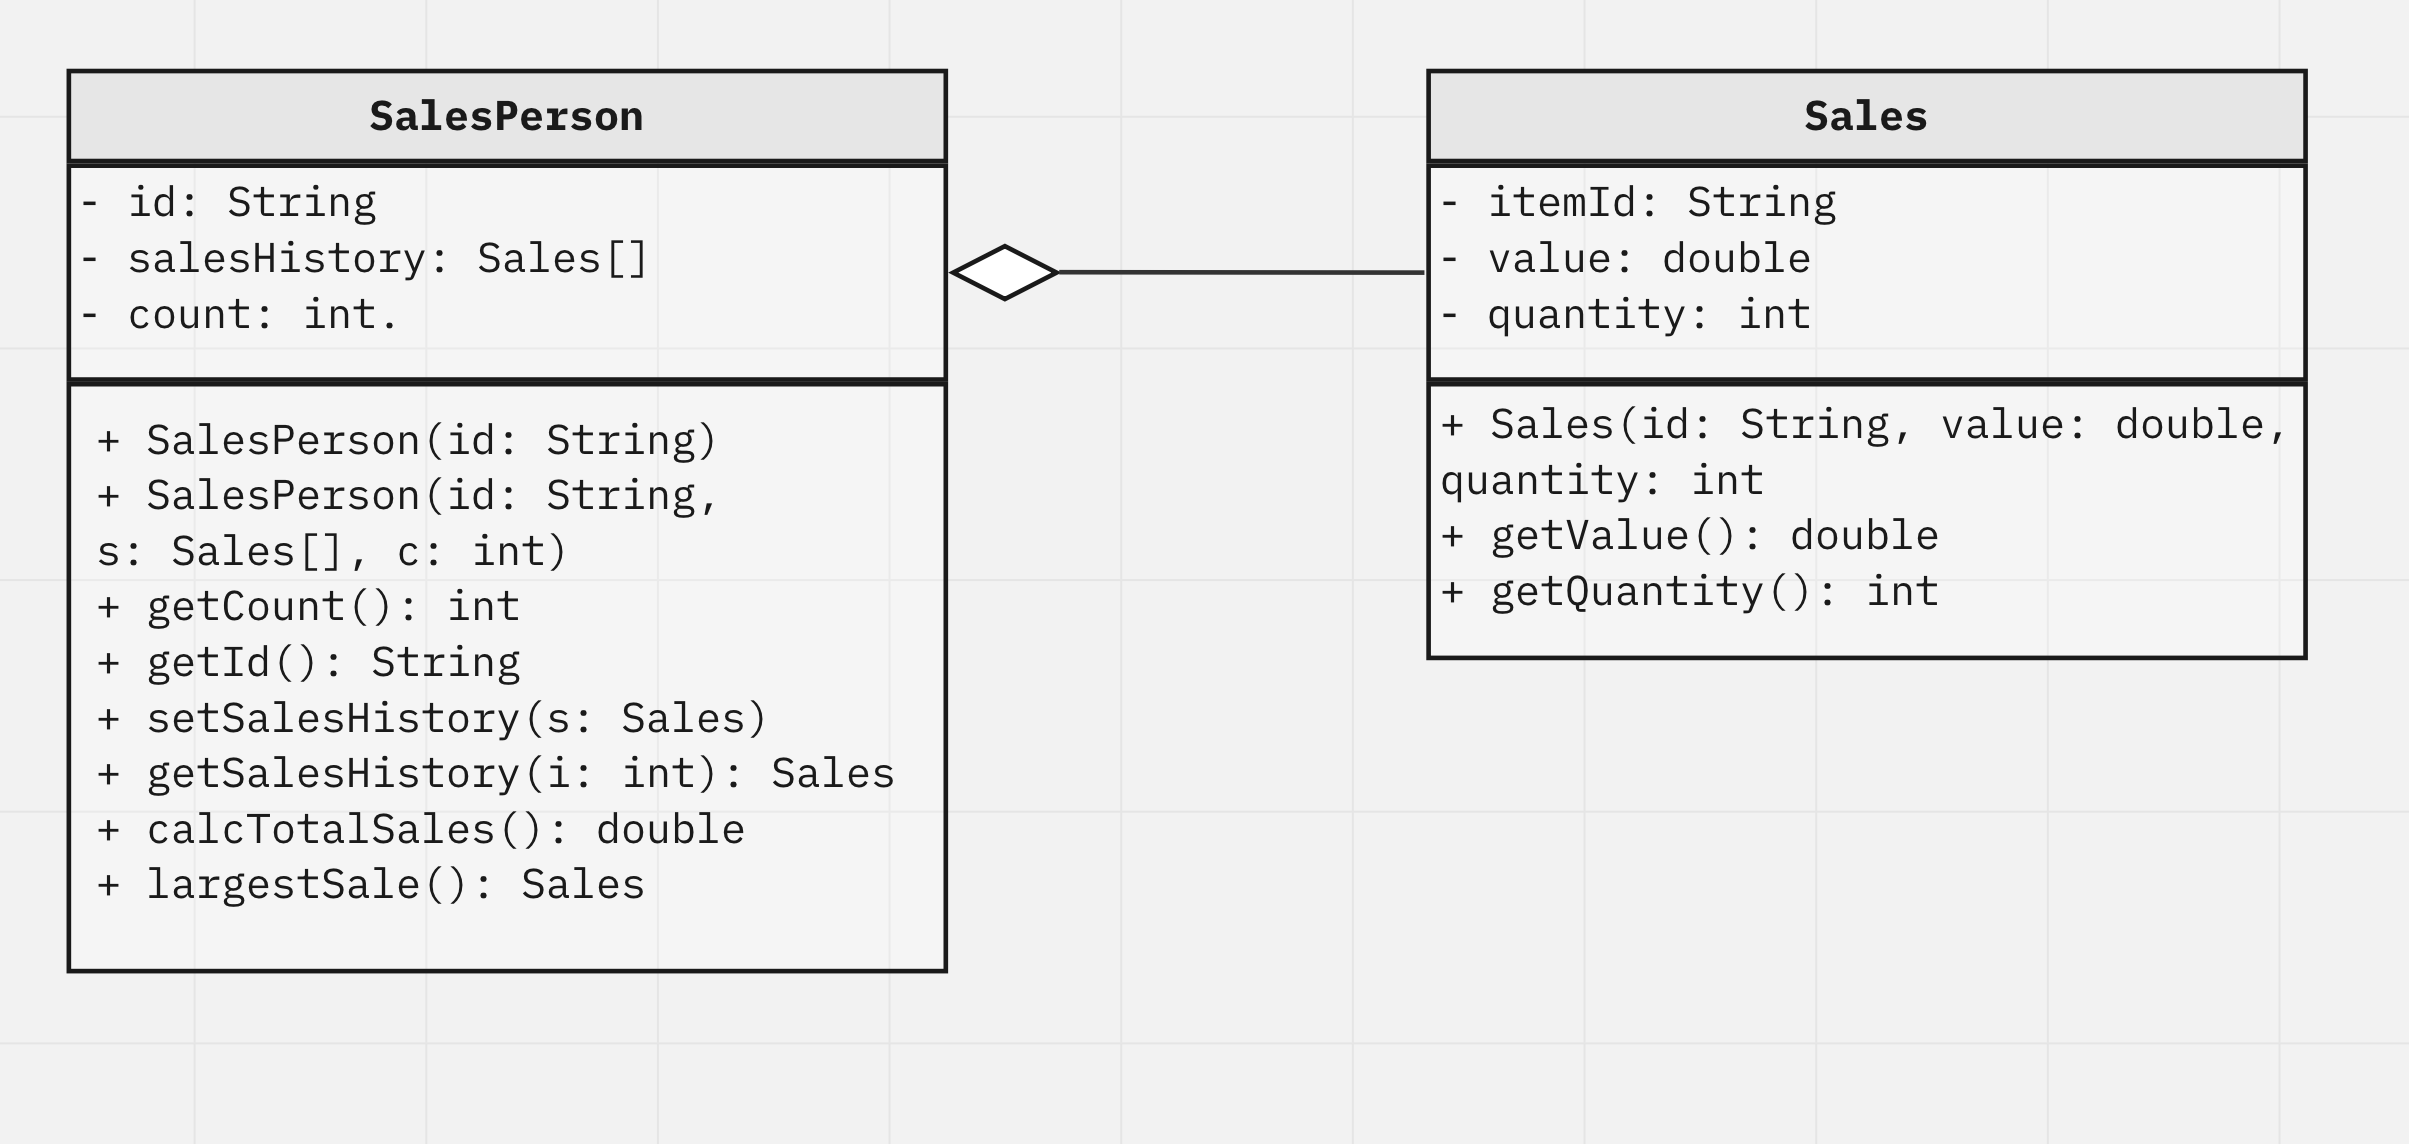 SalesPerson
- id: String
- salesHistory: Sales[]
- count: int.
+ SalesPerson(id: String)
+ SalesPerson(id: String,
s: Sales[], c: int)
+ getCount(): int
+ getId(): String
+ setSalesHistory(s: Sales)
+ getSalesHistory(i: int): Sales
+ calcTotalSales(): double
+ largestSale(): Sales
Sales
- itemId: String
- value: double
- quantity: int
+ Sales(id: String, value: double,
quantity: int
+ getValue(): double
+ getQuantity(): int